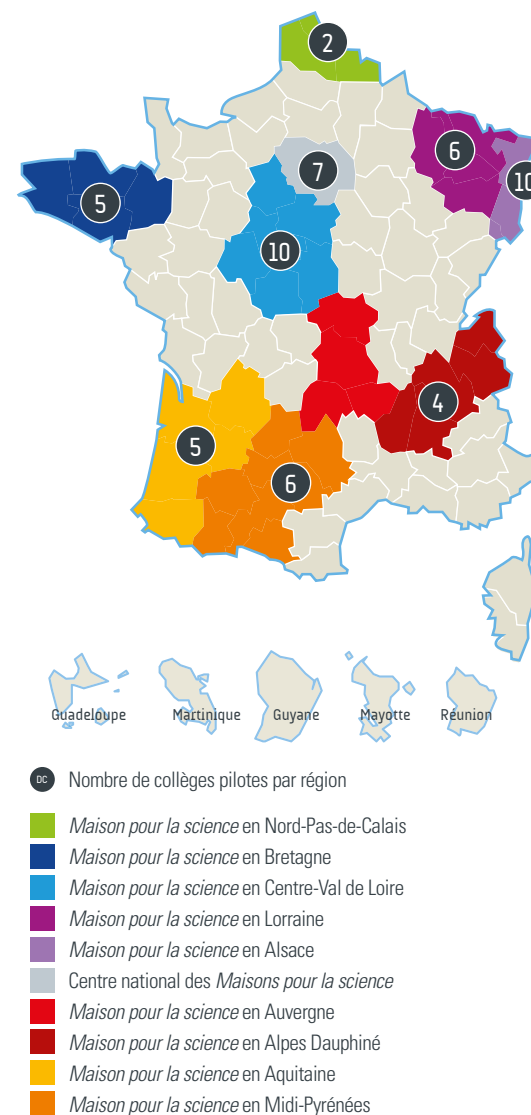 2
6
7
10
5
10
4
5
6
Guadeloupe Martinique Guyane Mayotte Réunion
DC Nombre de collèges pilotes par région
Maison pour la science en Nord-Pas-de-Calais
Maison pour la science en Bretagne
Maison pour la science en Centre-Val de Loire
Maison pour la science en Lorraine
Maison pour la science en Alsace
Centre national des Maisons pour la science
Maison pour la science en Auvergne
Maison pour la science en Alpes Dauphiné
Maison pour la science en Aquitaine
Maison pour la science en Midi-Pyrénées